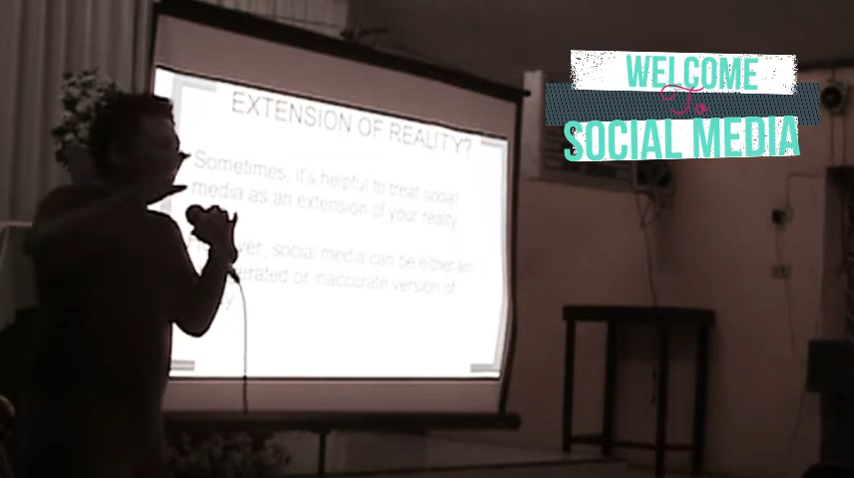 EXTENSION OF REALITY?
Sometimes, it's helpful to treat social
media as an extension of your reality
social media can be either an
or inaccurate version of
WELCOME
To
SOCIAL MEDIA